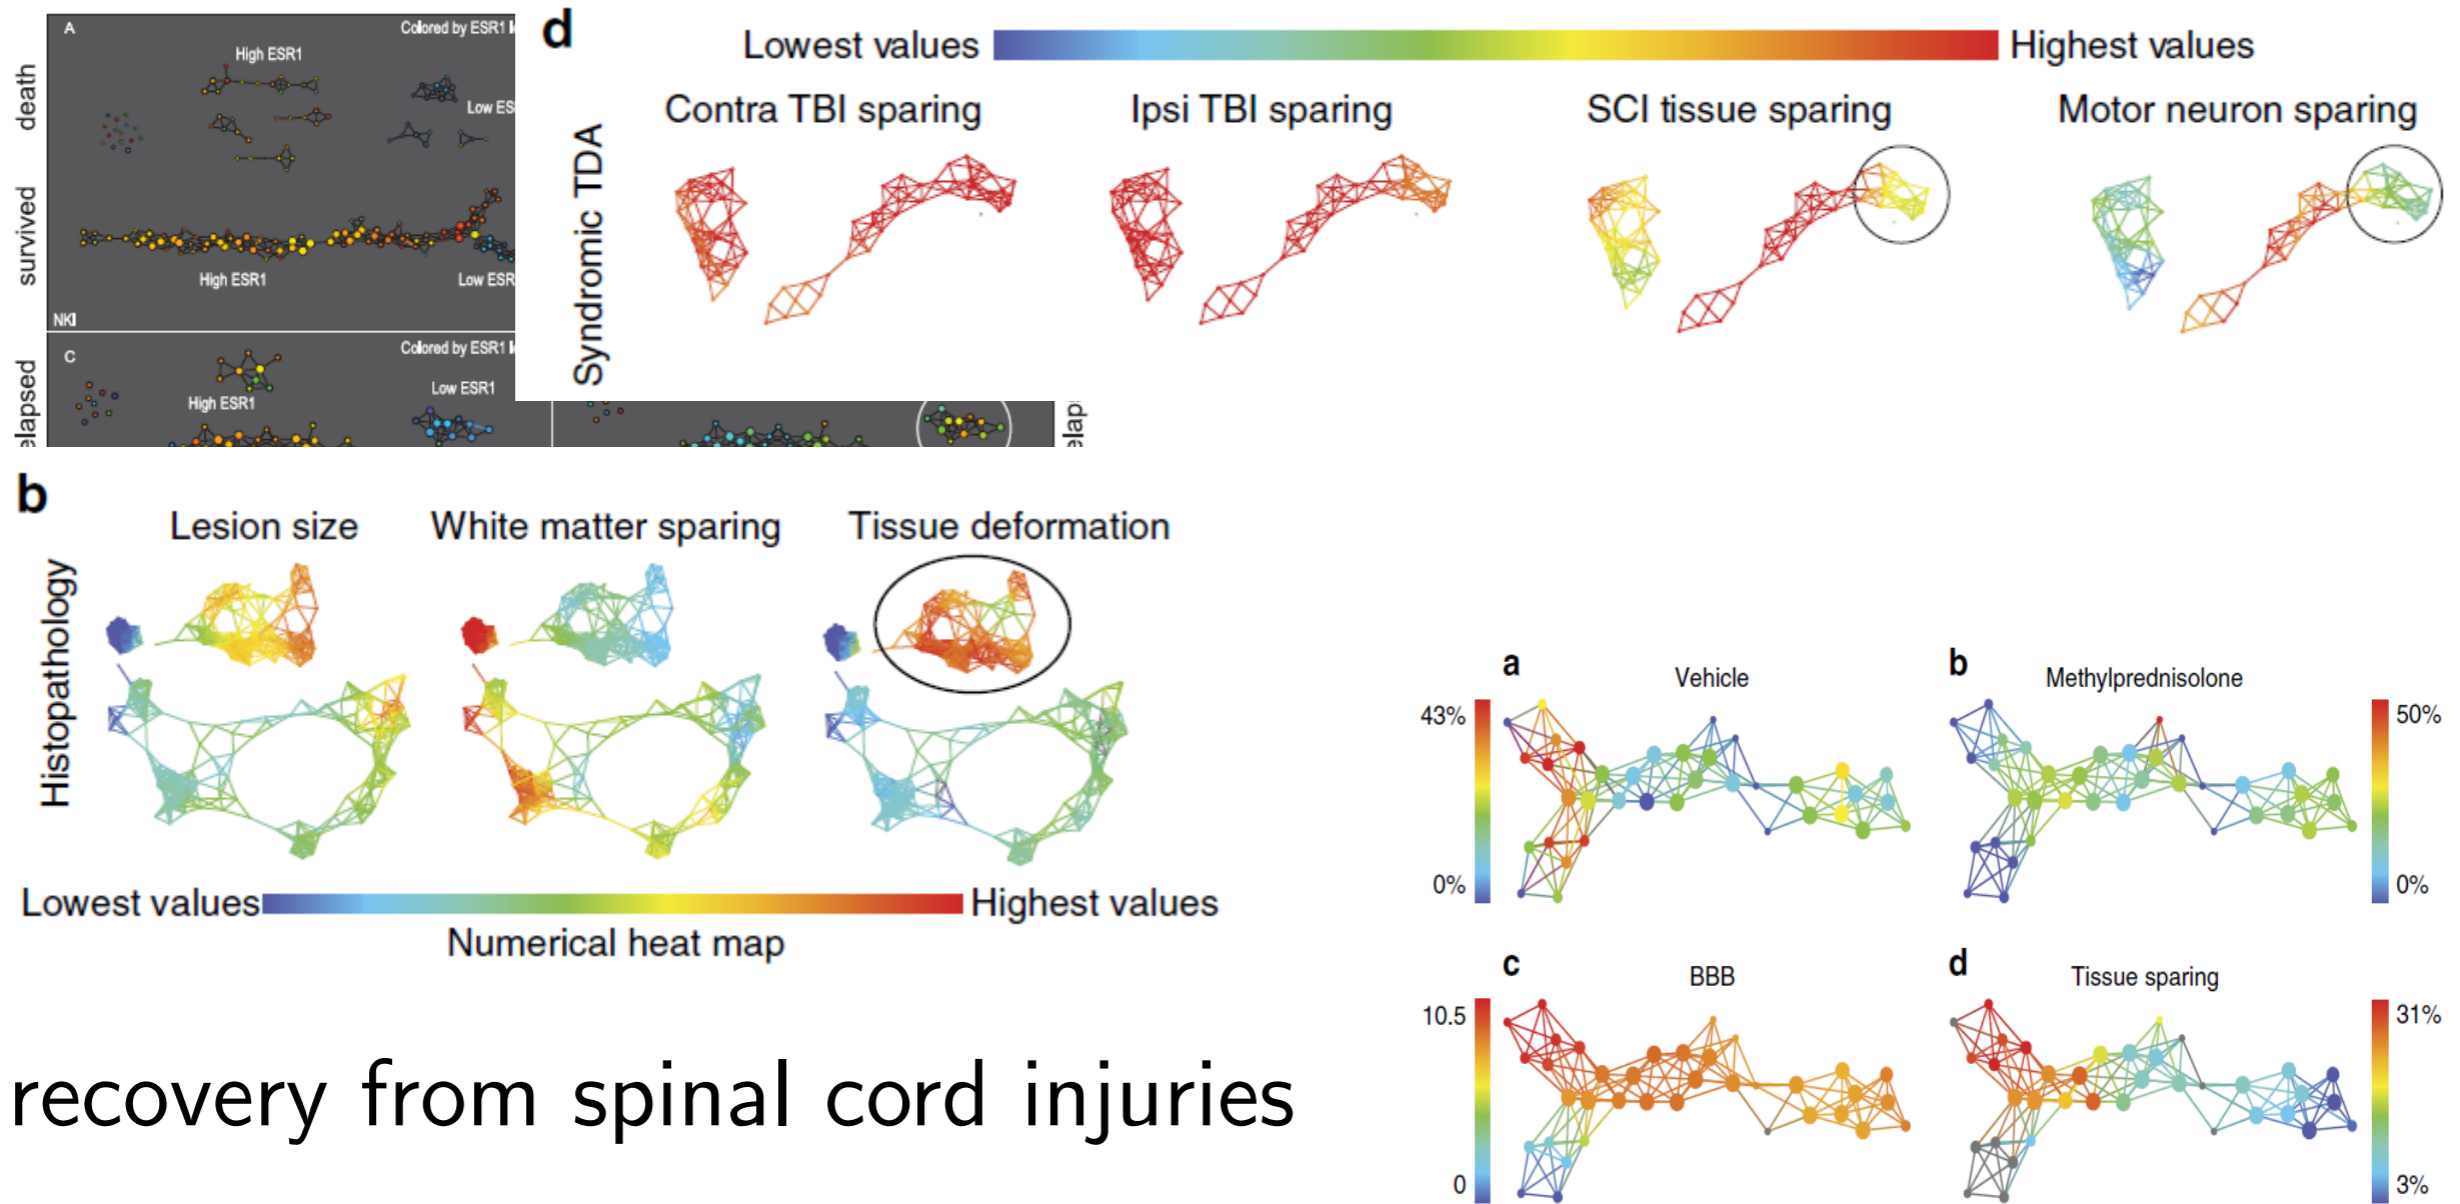 A
Colored by ESR1
High ESR1
Low
death
survived
High ESR1
Low ESR
NKI
C
Colored by ESR1
Low ESR1
High ESR1
d
Lowest values
Highest values
Contra TBI sparing
Ipsi TBI sparing
SCI tissue sparing
Motor neuron sparing
Syndromic TDA
b
Lesion size
White matter sparing
Tissue deformation
Histopathology
Lowest values
Highest values
Numerical heat map
a
Vehicle
43%
0%
b
Methylprednisolone
50%
0%
c
BBB
10.5
0
d
Tissue sparing
31%
3%
recovery from spinal cord injuries